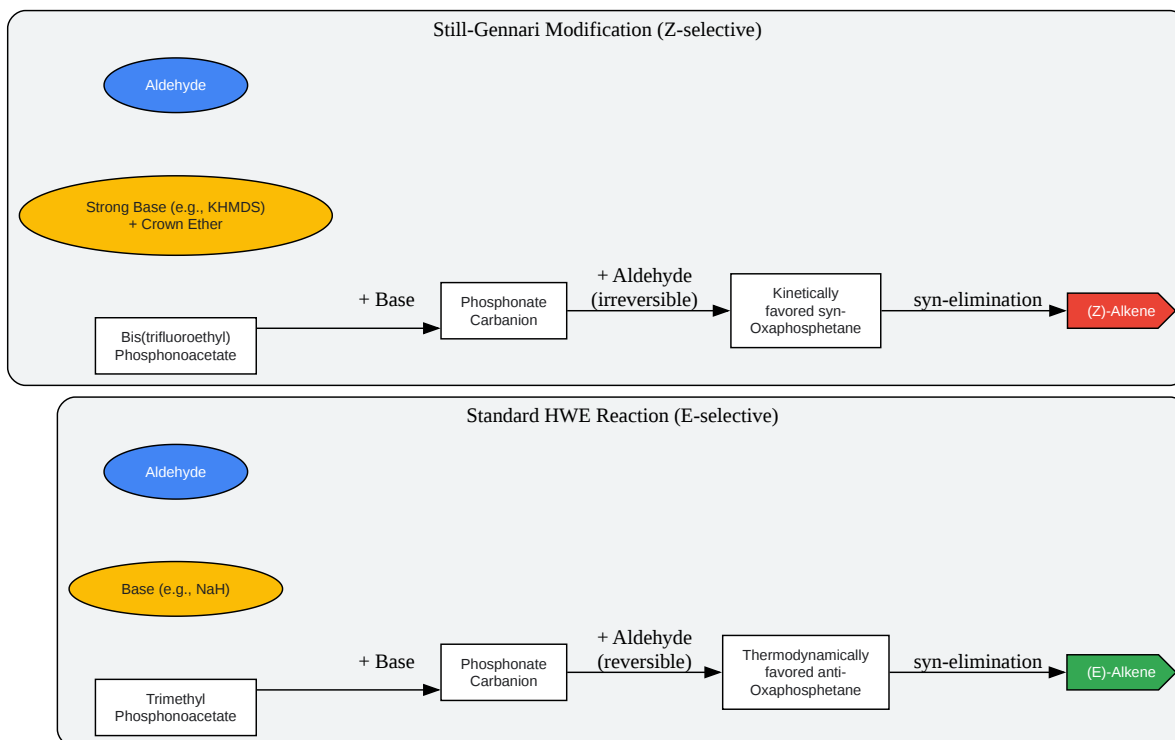 Still-Gennari Modification (Z-selective)
Aldehyde
Strong Base (e.g., KHMDS)
+ Crown Ether
Bis(trifluoroethyl)
Phosphonoacetate
+ Base
Phosphonate
Carbanion
+ Aldehyde
(irreversible)
Kinetically
favored syn-
Oxaphosphetane
syn-elimination
(Z)-Alkene
Standard HWE Reaction (E-selective)
Aldehyde
Base (e.g., NaH)
Trimethyl
Phosphonoacetate
+ Base
Phosphonate
Carbanion
+ Aldehyde
(reversible)
Thermodynamically
favored anti-
Oxaphosphetane
syn-elimination
(E)-Alkene